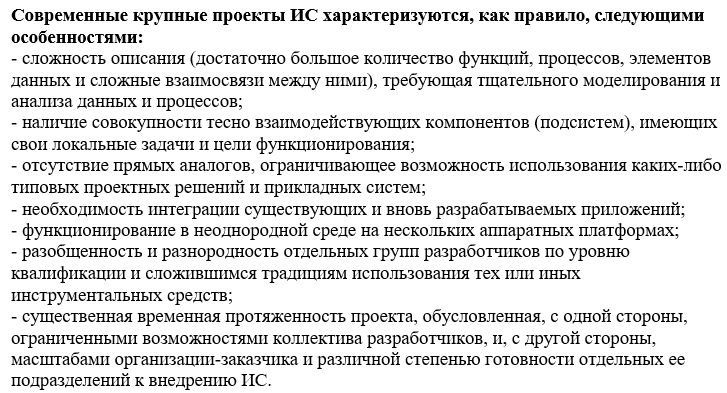 Современные крупные проекты ИС характеризуются, как правило, следующими
особенностями:
- сложность описания (достаточно большое количество функций, процессов, элементов
данных и сложные взаимосвязи между ними), требующая тщательного моделирования и
анализа данных и процессов;
- наличие совокупности тесно взаимодействующих компонентов (подсистем), имеющих
свои локальные задачи и цели функционирования;
- отсутствие прямых аналогов, ограничивающее возможность использования каких-либо
типовых проектных решений и прикладных систем;
- необходимость интеграции существующих и вновь разрабатываемых приложений;
- функционирование в неоднородной среде на нескольких аппаратных платформах;
- разобщенность и разнородность отдельных групп разработчиков по уровню
квалификации и сложившимся традициям использования тех или иных
инструментальных средств;
- существенная временная протяженность проекта, обусловленная, с одной стороны,
ограниченными возможностями коллектива разработчиков, и, с другой стороны,
масштабами организации-заказчика и различной степенью готовности отдельных ее
подразделений к внедрению ИС.